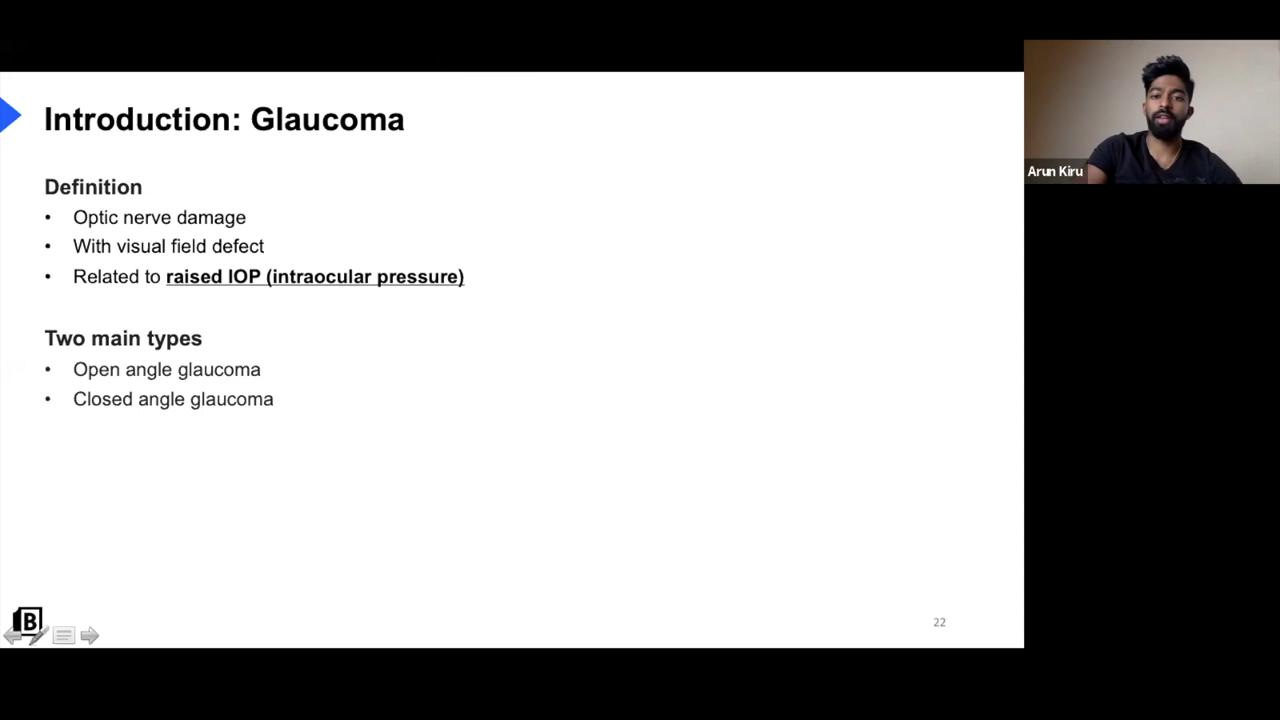 Introduction: Glaucoma
Definition
• Optic nerve damage
• With visual field defect
• Related to raised IOP (intraocular pressure)
Two main types
• Open angle glaucoma
• Closed angle glaucoma
B
22
Arun Kiru